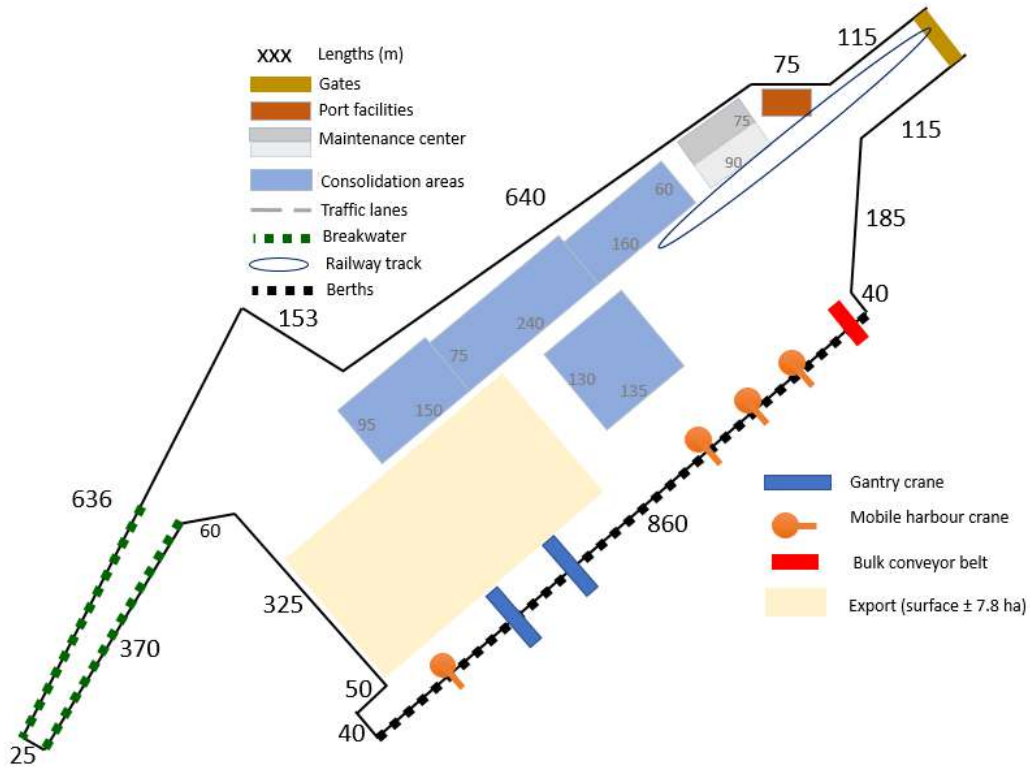 XXX Lengths (m)
Gates
Port facilities
Maintenance center
Consolidation areas
Traffic lanes
Breakwater
Railway track
Berths
115
75
115
75
90
640
60
185
160
40
153
240
75
130
135
95
150
636
60
860
325
370
50
40
25
Gantry crane
Mobile harbour crane
Bulk conveyor belt
Export (surface ± 7.8 ha)